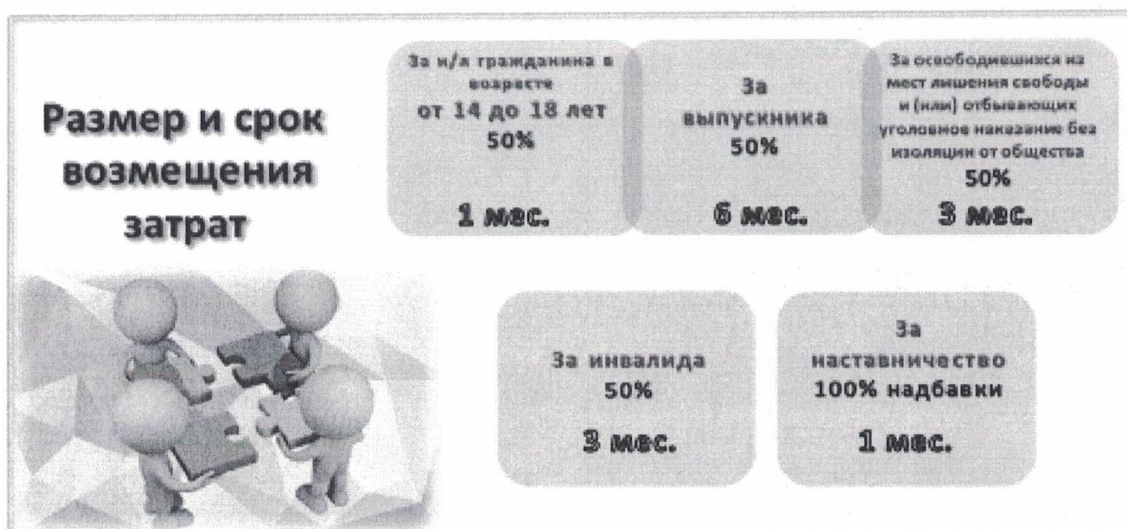 Размер и срок
возмещения
затрат
За н/л гражданина в
возрасте
от 14 до 18 лет
50%
1 мес.
За
выпускника
50%
6 мес.
За освободившихся из
мест лишения свободы
и (или) отбывающих
уголовное наказание без
изоляции от общества
50%
3 мес.
За инвалида
50%
3 мес.
За
наставничество
100% надбавки
1 мес.